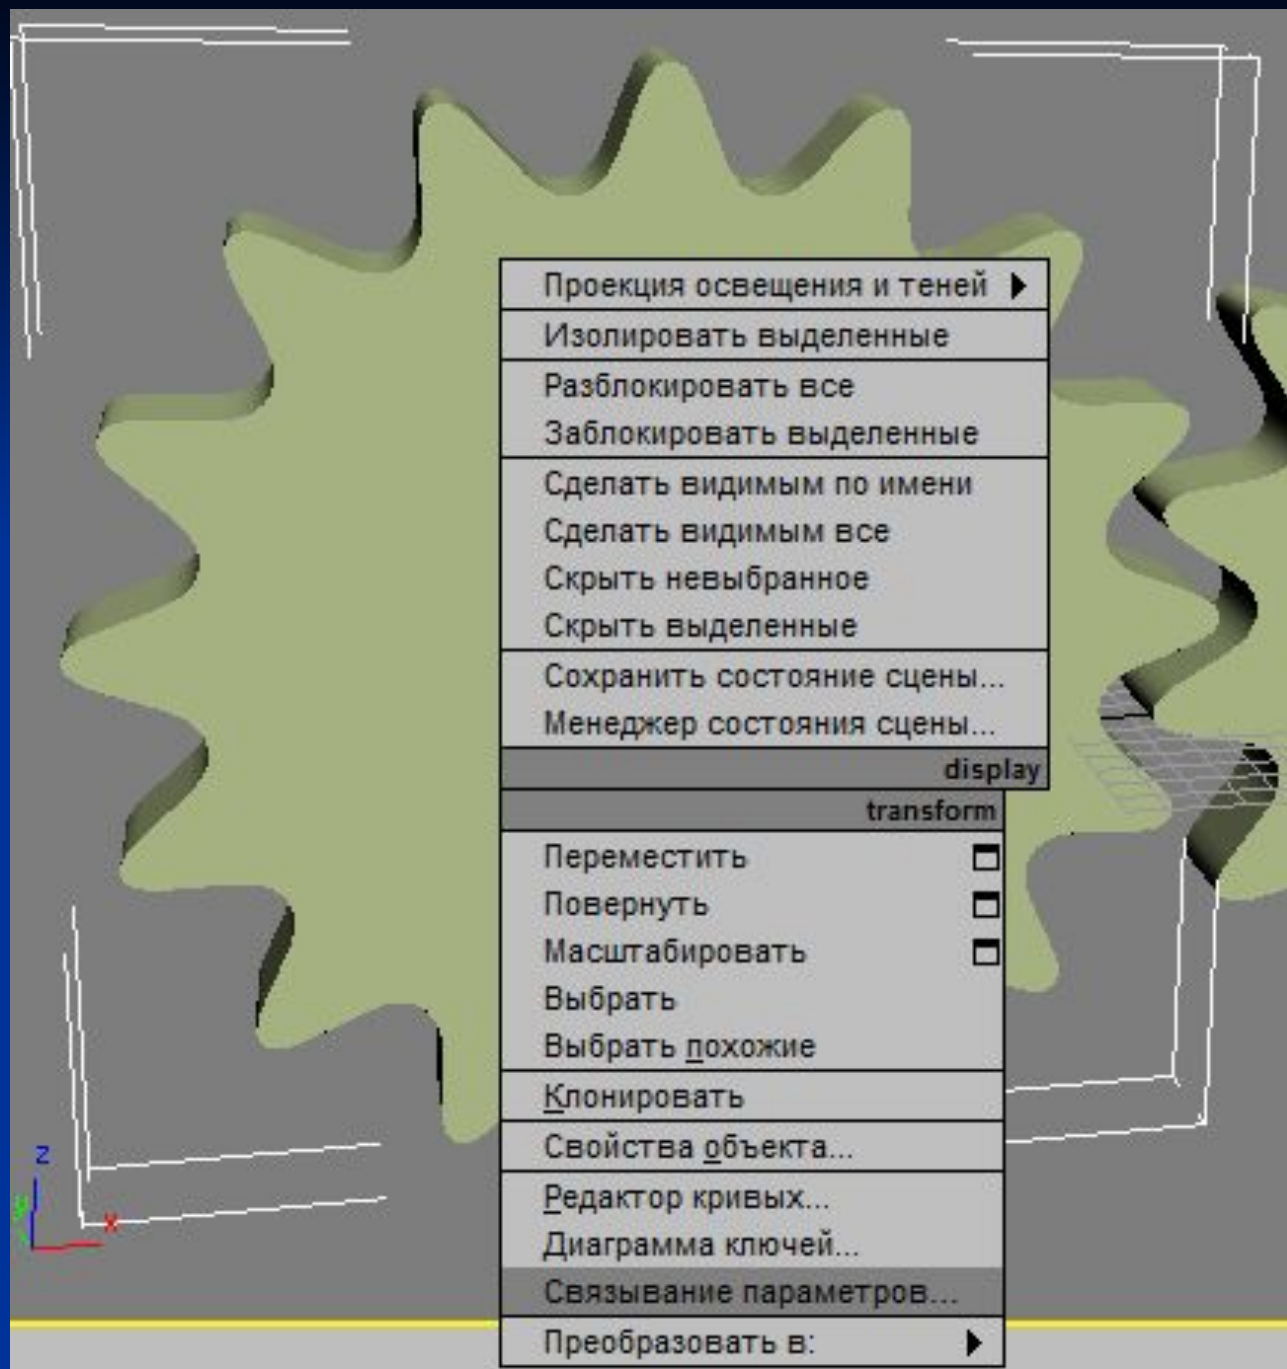 Проекция освещения и теней
Изолировать выделенные
Разблокировать все
Заблокировать выделенные
Сделать видимым по имени
Сделать видимым все
Скрыть невыбранное
Скрыть выделенные
Сохранить состояние сцены...
Менеджер состояния сцены...
display
transform
Переместить
Повернуть
Масштабировать
Выбрать
Выбрать похожие
Клонировать
Свойства объекта...
Редактор кривых...
Диаграмма ключей...
Связывание параметров...
Преобразовать в:
z
y
x